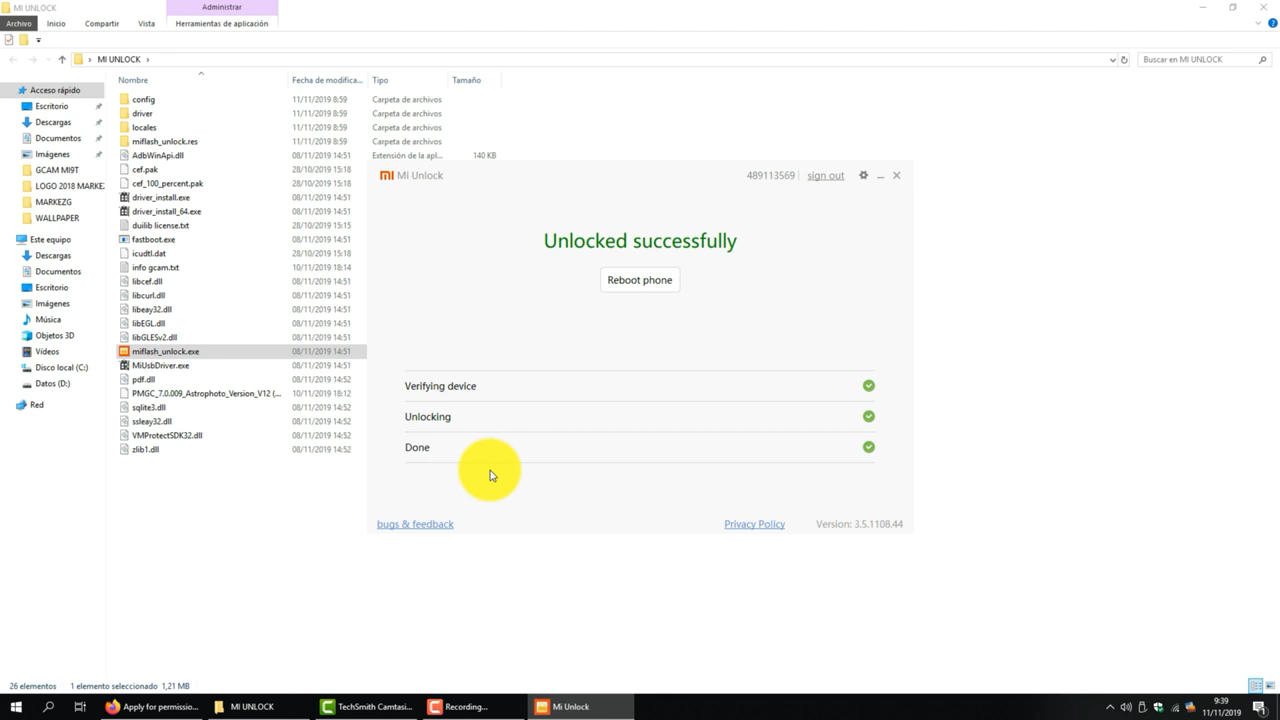 MI UNLOCK
Administrar
Archivo Inicio Compartir Vista Herramientas de aplicación
MI UNLOCK
Buscar en MI UNLOCK
Nombre Fecha de modifica... Tipo Tamaño
Acceso rápido
Escritorio
Descargas
Documentos
Imágenes
GCAM MI9T
LOGO 2018 MARKEZ
MARKEZG
WALLPAPER
Este equipo
Descargas
Documentos
Escritorio
Imágenes
Música
Objetos 3D
Vídeos
Disco local (C:)
Datos (D:)
Red
config 11/11/2019 8:59 Carpeta de archivos
driver 11/11/2019 8:59 Carpeta de archivos
locales 11/11/2019 8:59 Carpeta de archivos
miflash_unlock.res 11/11/2019 8:59 Carpeta de archivos
AdbWinApi.dll 08/11/2019 14:51 Extensión de la apl... 140 KB
cef.pak 28/10/2019 15:18
cef_100_percent.pak 28/10/2019 15:18
driver_install.exe 08/11/2019 14:51
driver_install_64.exe 08/11/2019 14:51
duilib license.txt 28/10/2019 15:15
fastboot.exe 08/11/2019 14:51
icudtl.dat 28/10/2019 15:18
info gcam.txt 10/11/2019 18:14
libcef.dll 08/11/2019 14:51
libcurl.dll 08/11/2019 14:51
libeay32.dll 08/11/2019 14:51
libEGL.dll 08/11/2019 14:51
libGLESv2.dll 08/11/2019 14:51
miflash_unlock.exe 08/11/2019 14:51
MiUsbDriver.exe 08/11/2019 14:51
pdf.dll 08/11/2019 14:52
PMGC_7.0.009_Astrophoto_Version_V12 (... 10/11/2019 18:12
sqlite3.dll 08/11/2019 14:52
ssleay32.dll 08/11/2019 14:52
VMProtectSDK32.dll 08/11/2019 14:52
zlib1.dll 08/11/2019 14:52
Mi Unlock 489113569 sign out
Unlocked successfully
Reboot phone
Verifying device
Unlocking
Done
bugs & feedback Privacy Policy Version: 3.5.1108.44
26 elementos 1 elemento seleccionado 1,21 MB
Apply for permissio... MI UNLOCK TechSmith Camtasi... Recording... Mi Unlock
9:39
11/11/2019